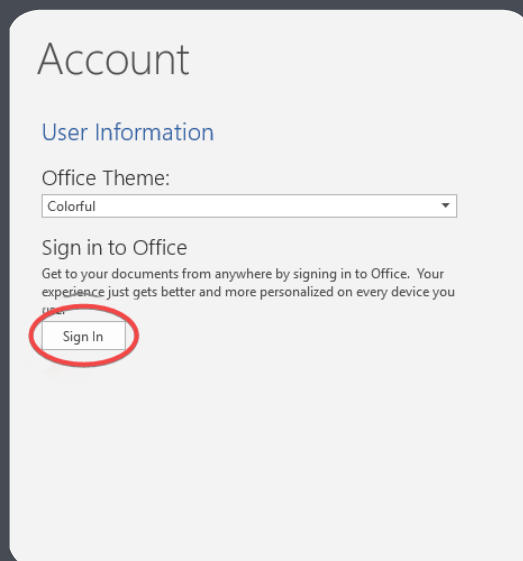 Account
User Information
Office Theme:
Colorful
Sign in to Office
Get to your documents from anywhere by signing in to Office. Your
experience just gets better and more personalized on every device you
Sign In